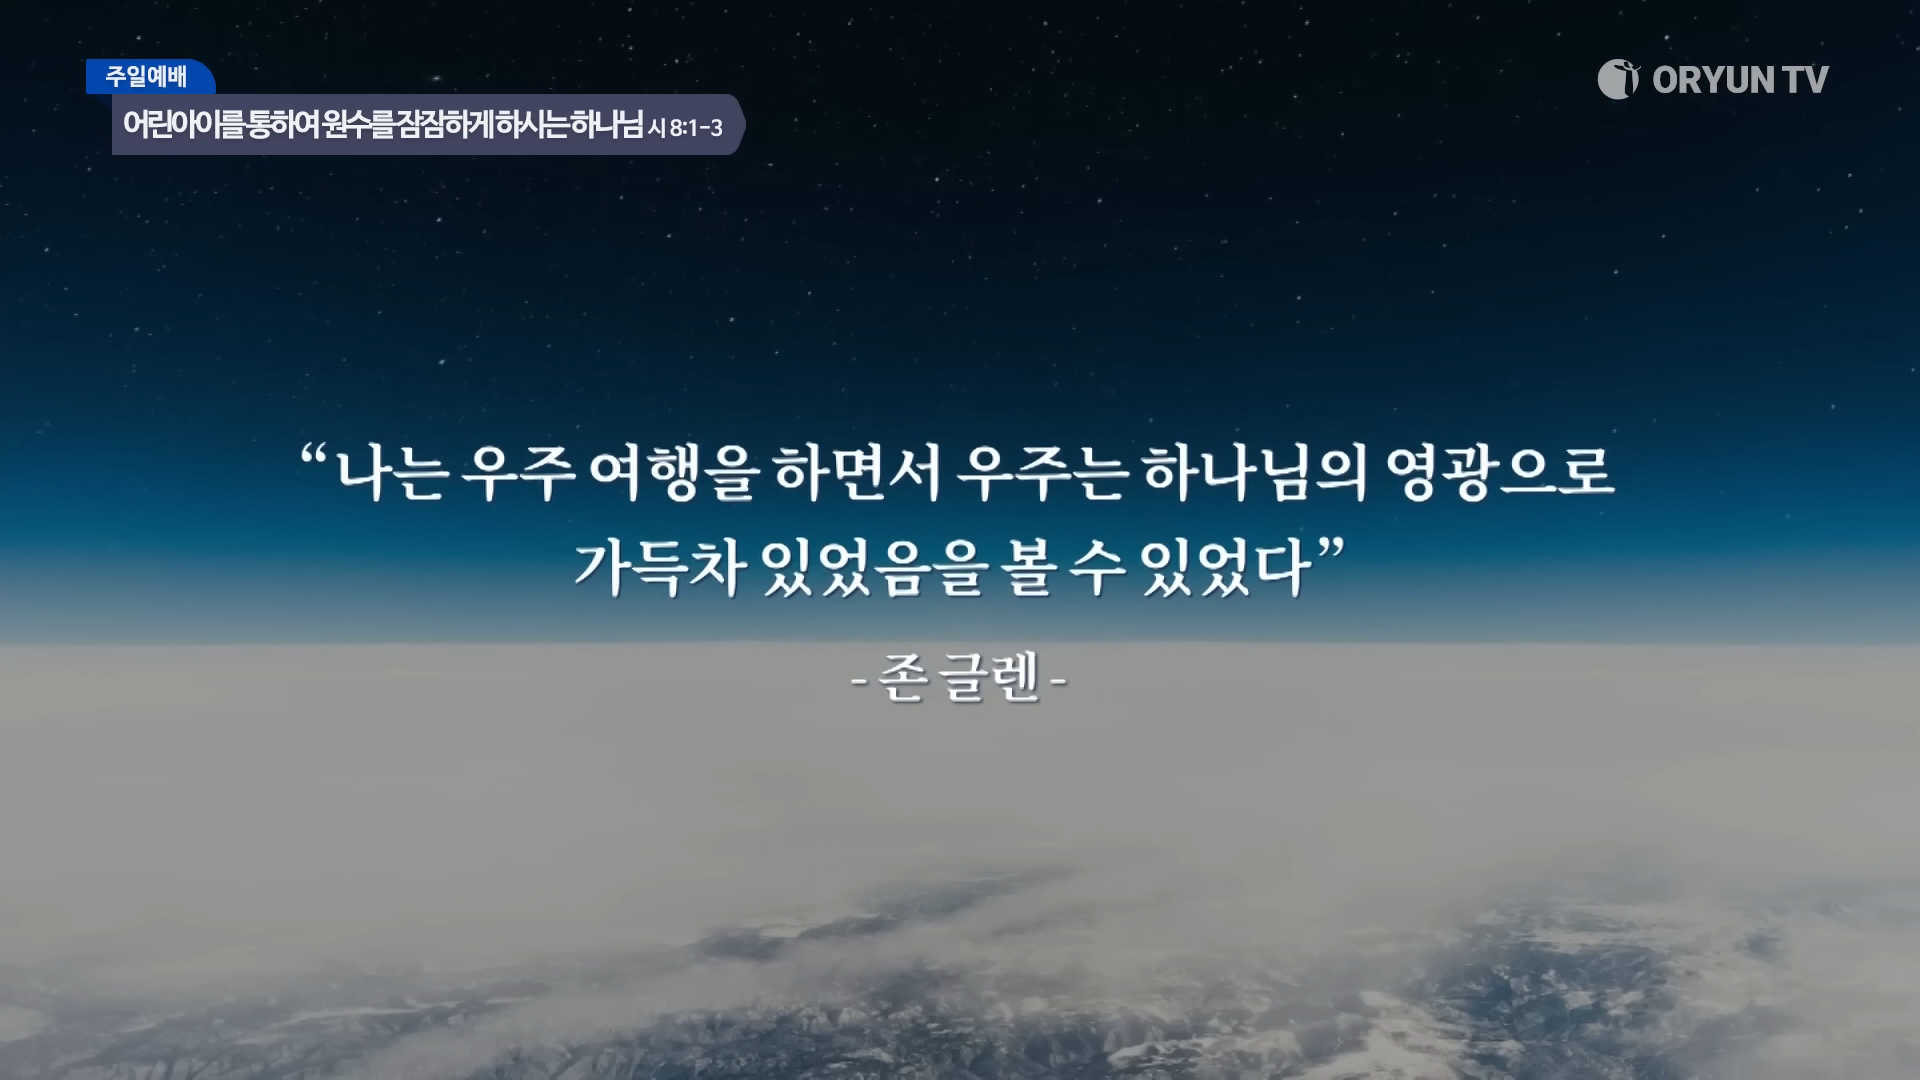 주일예배
어린아이를 통하여 원수를 잠잠하게 햐시는 하나님 시 8:1-3
ORYUN TV
“나는 우주 여행을 하면서 우주는 하나님의 영광으로
가득차 있었음을 볼 수 있었다”
- 존 글렌 -